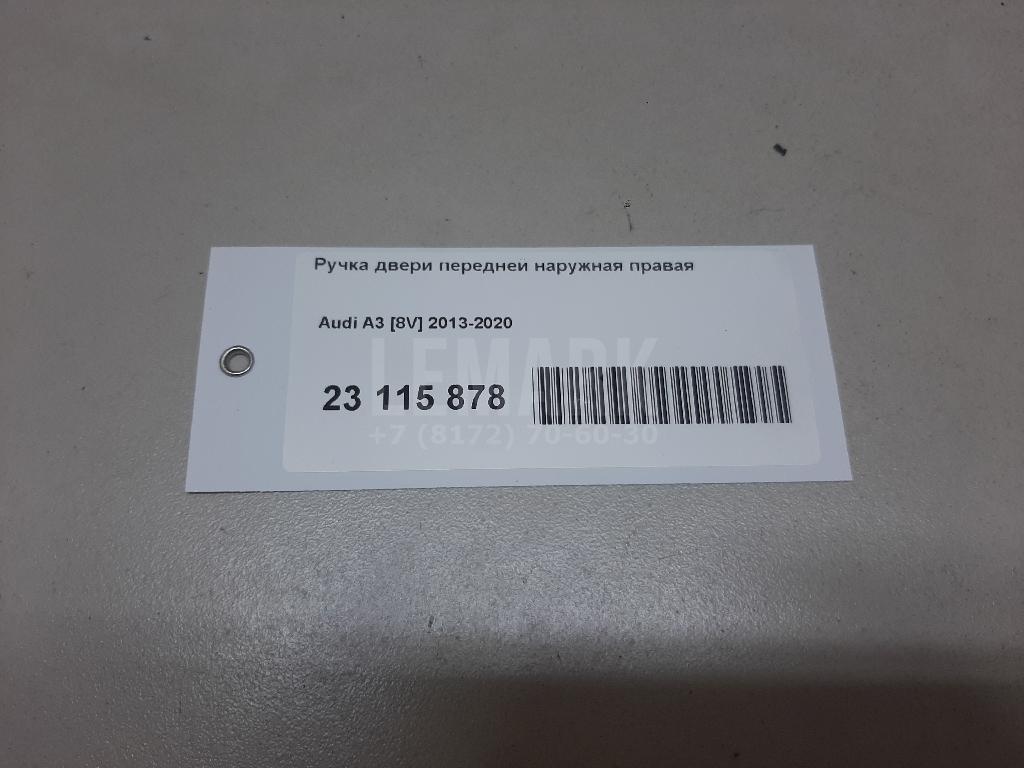 Ручка двери передней наружная правая
Audi A3 [8V] 2013-2020
LEMARK
23 115 878
+7 (8172) 70-60-30